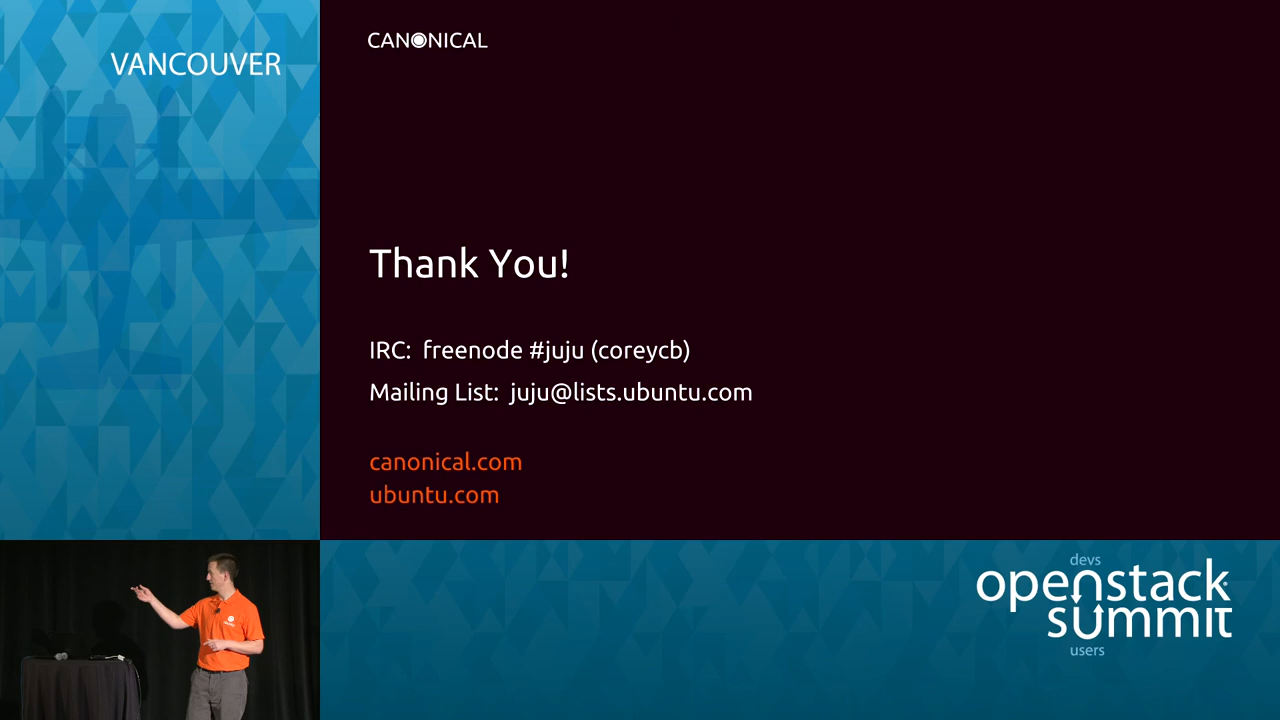 VANCOUVER
CANONICAL
Thank You!
IRC: freenode #juju (coreycb)
Mailing List: juju@lists.ubuntu.com
canonical.com
ubuntu.com
devs
openstack
summit
users